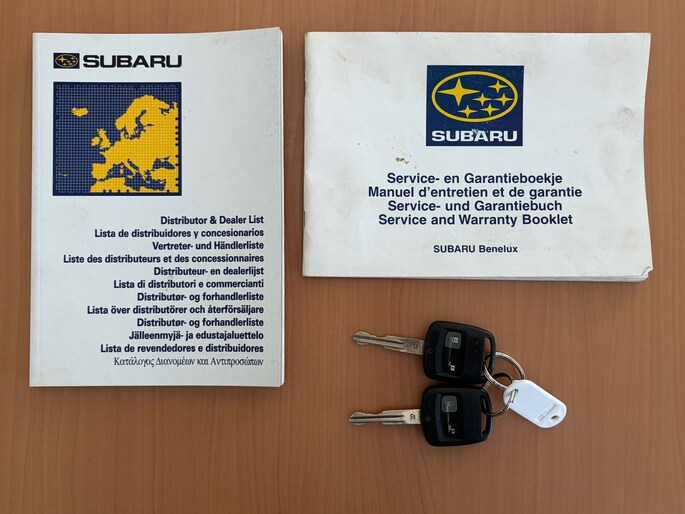 SUBARU
Distributor & Dealer List
Lista de distribuidores y concesionarios
Vertreter- und Händlerliste
Liste des distributeurs et des concessionnaires
Distributeur- en dealerlijst
Lista di distributori e commercianti
Distributør- og forhandlerliste
Lista över distributörer och återförsäljare
Distributør- og forhandlerliste
Jälleenmyjä- ja edustajaluettelo
Lista de revendedores e distribuidores
Κατάλογος Διανομέων και Αντιπροσώπων
SUBARU
Service- en Garantieboekje
Manuel d'entretien et de garantie
Service- und Garantiebuch
Service and Warranty Booklet
SUBARU Benelux